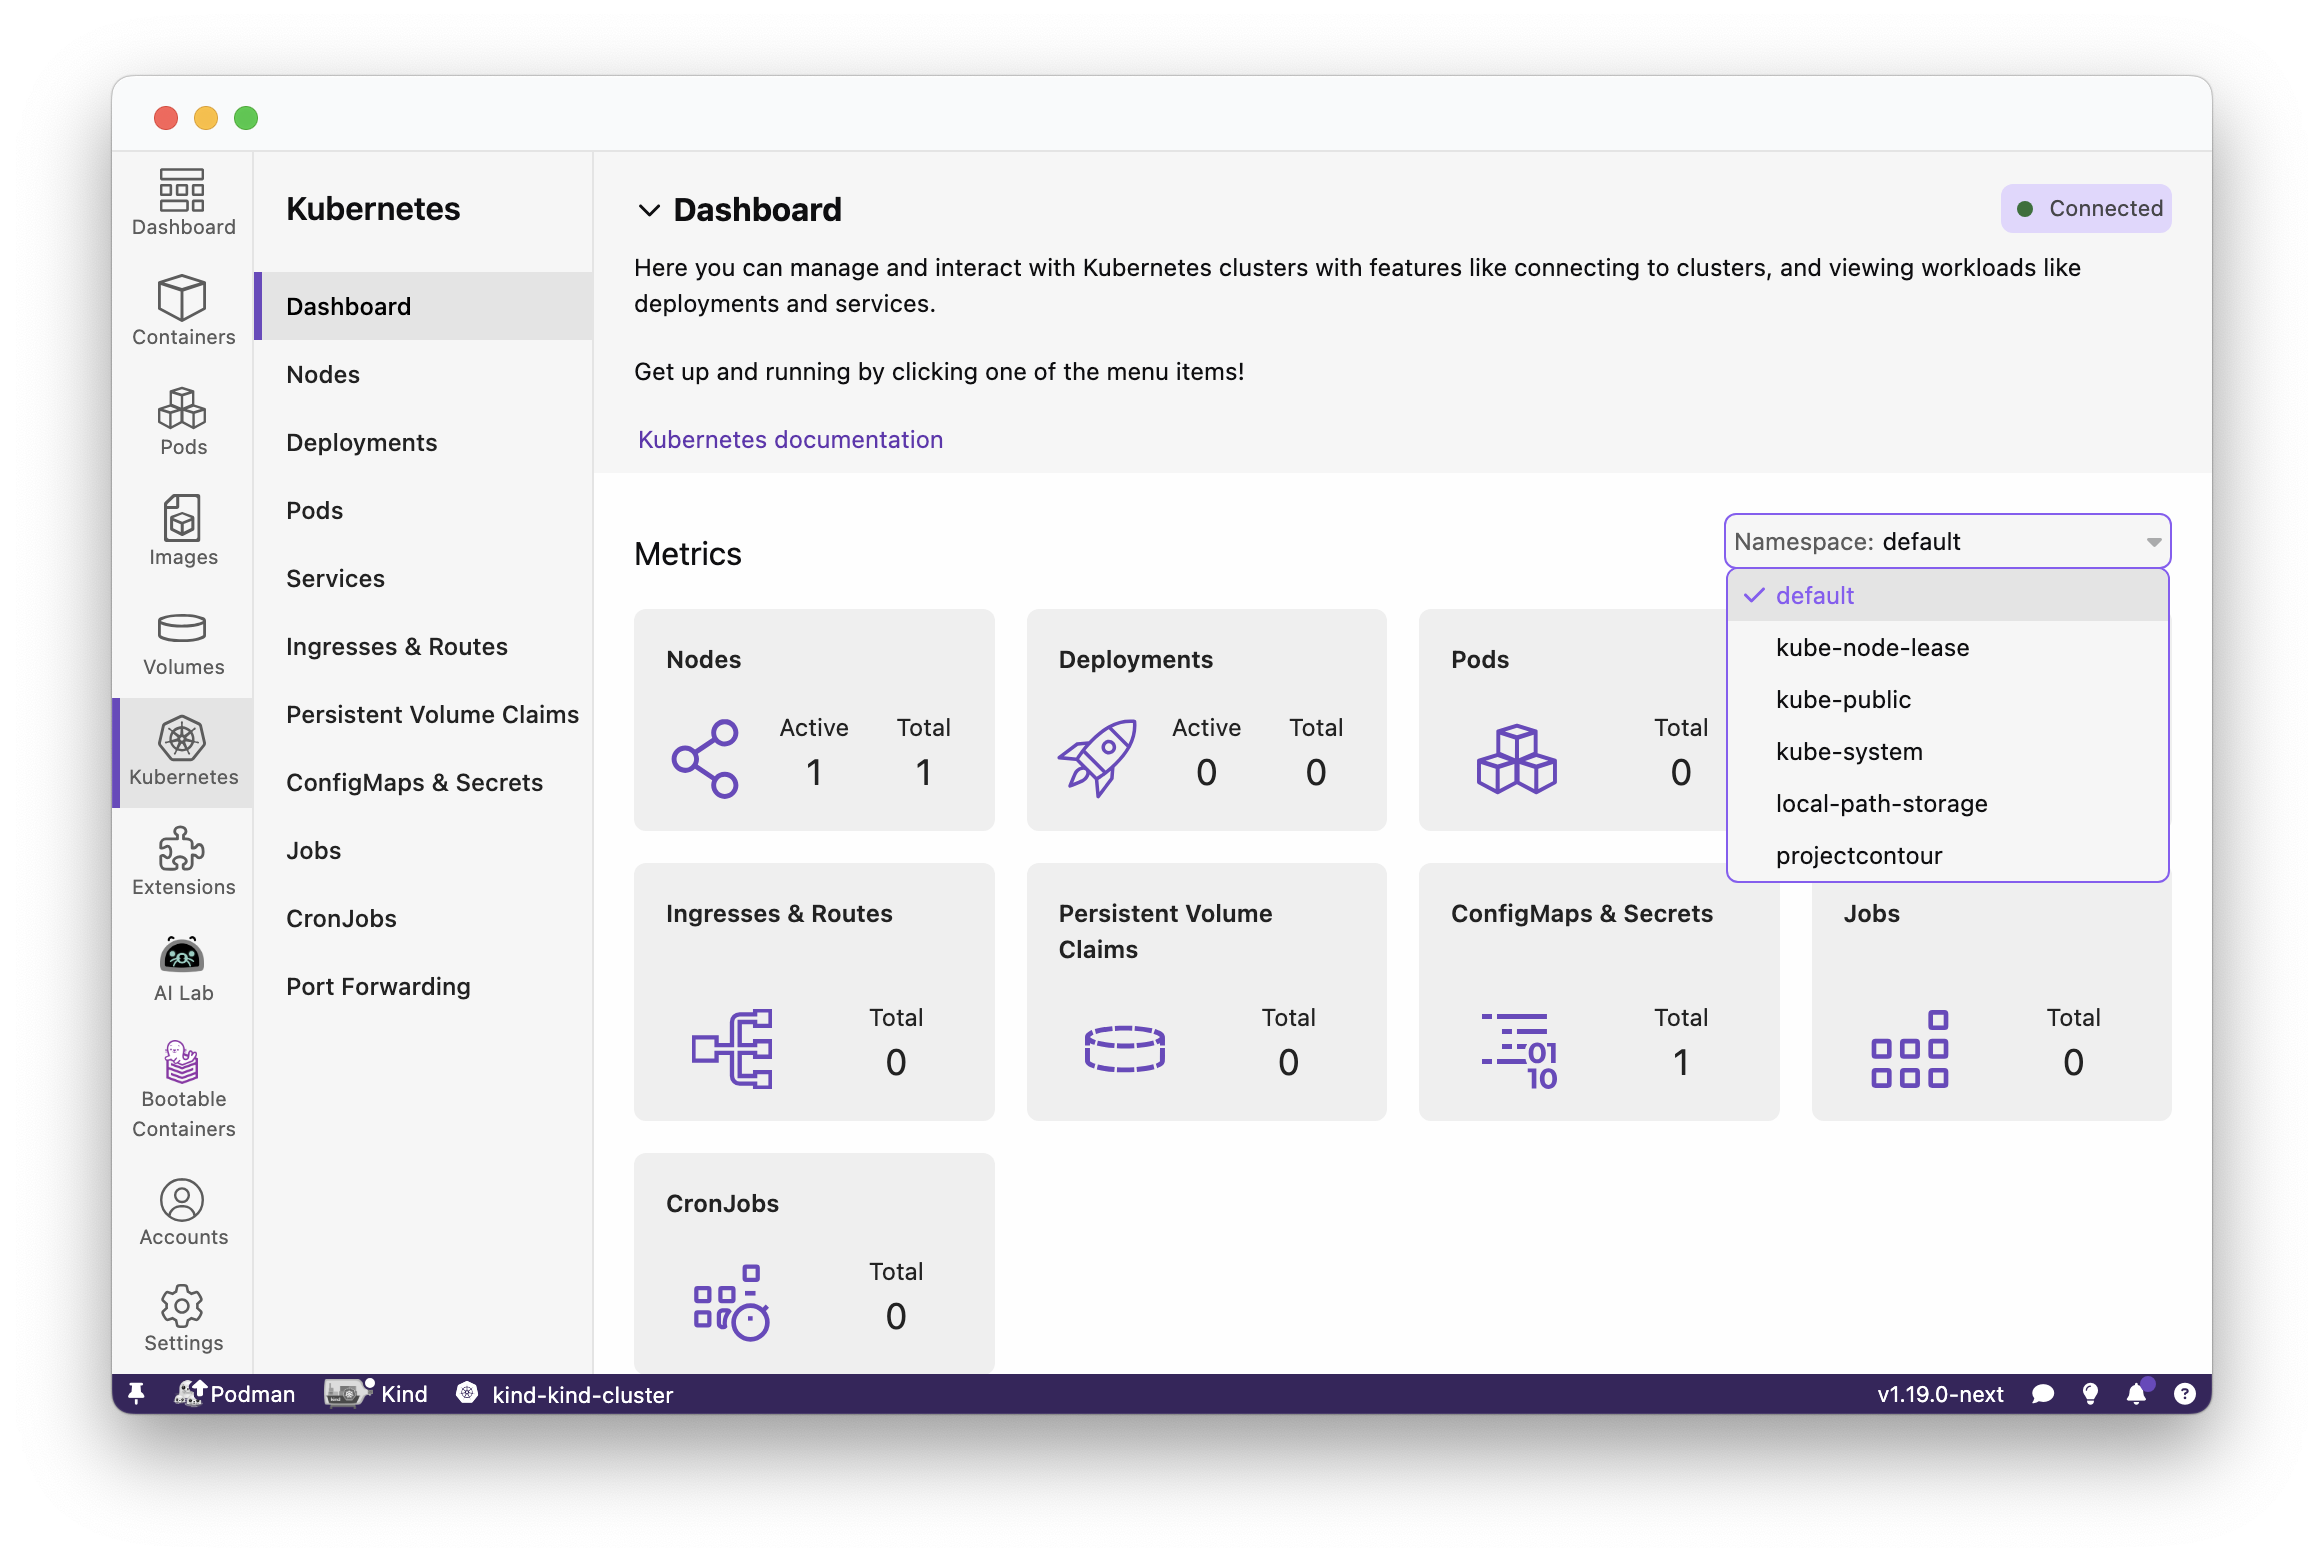 Dashboard
Containers
Pods
Images
Volumes
Kubernetes
Extensions
AI Lab
Bootable
Containers
Accounts
Settings
Kubernetes
Dashboard
Nodes
Deployments
Pods
Services
Ingresses & Routes
Persistent Volume Claims
ConfigMaps & Secrets
Jobs
CronJobs
Port Forwarding
Dashboard
Connected
Here you can manage and interact with Kubernetes clusters with features like connecting to clusters, and viewing workloads like
deployments and services.
Get up and running by clicking one of the menu items!
Kubernetes documentation
Metrics
Namespace: default
default
kube-node-lease
kube-public
kube-system
local-path-storage
projectcontour
Nodes
Active Total
1 1
Deployments
Active Total
0 0
Pods
Total
0
Ingresses & Routes
Total
0
Persistent Volume
Claims
Total
0
ConfigMaps & Secrets
01
10
Total
1
Jobs
Total
0
CronJobs
Total
0
Podman Kind kind-kind-cluster v1.19.0-next ?